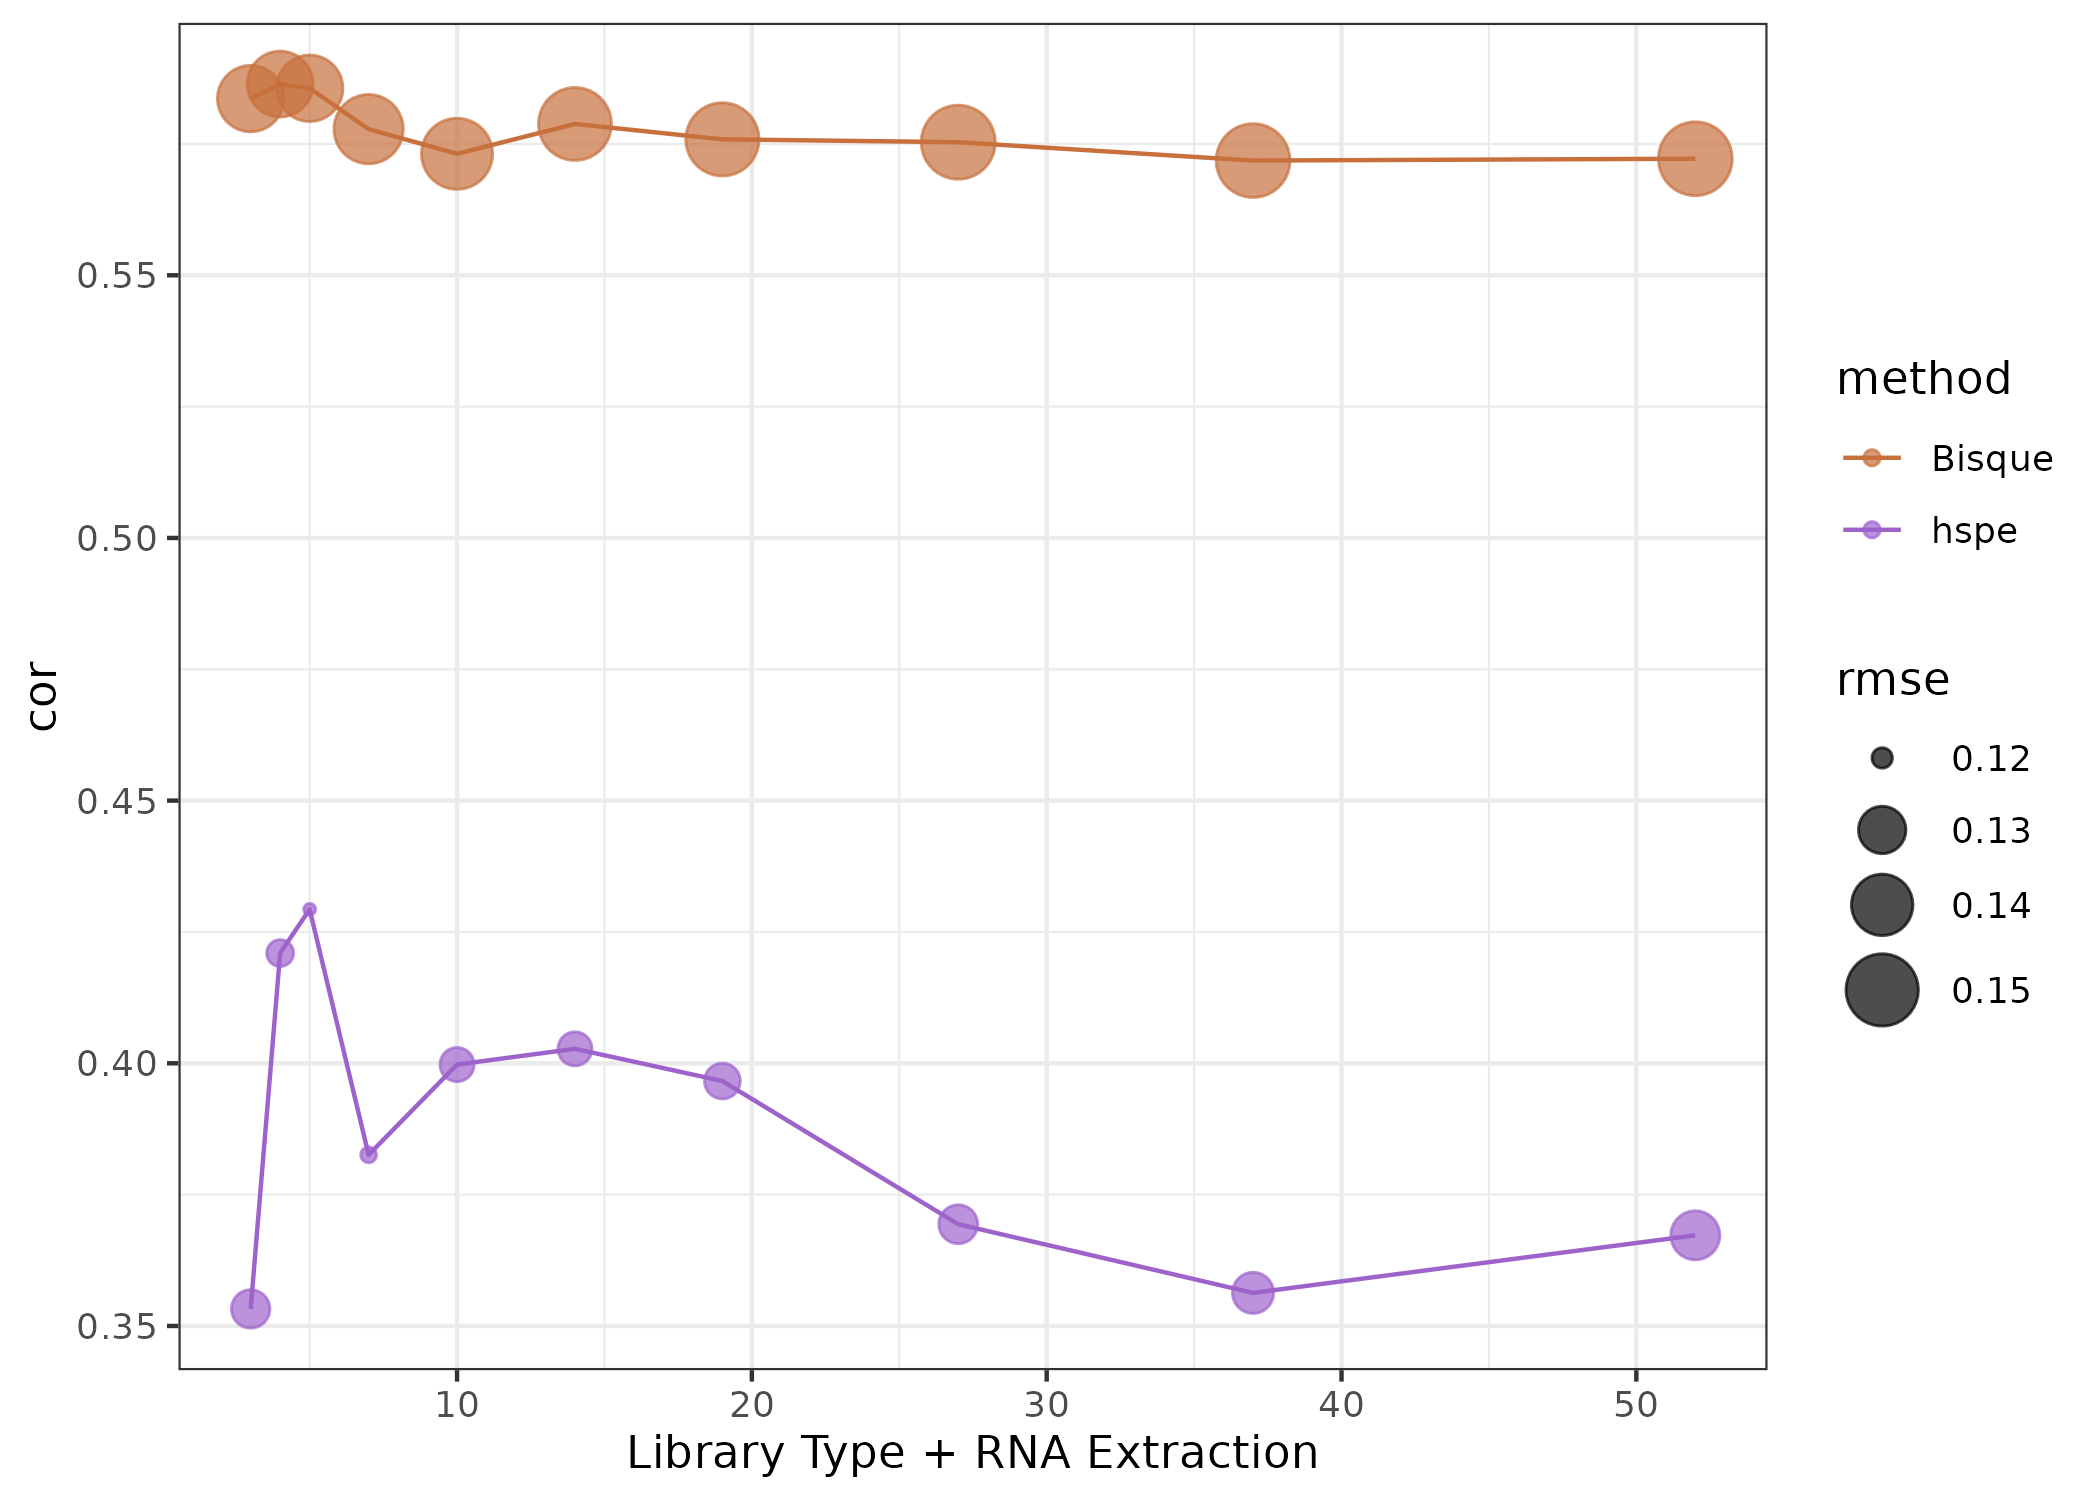 0.55
0.50
0.45
0.40
0.35
cor
10 20 30 40 50
Library Type + RNA Extraction
method
Bisque
hspe
rmse
0.12
0.13
0.14
0.15